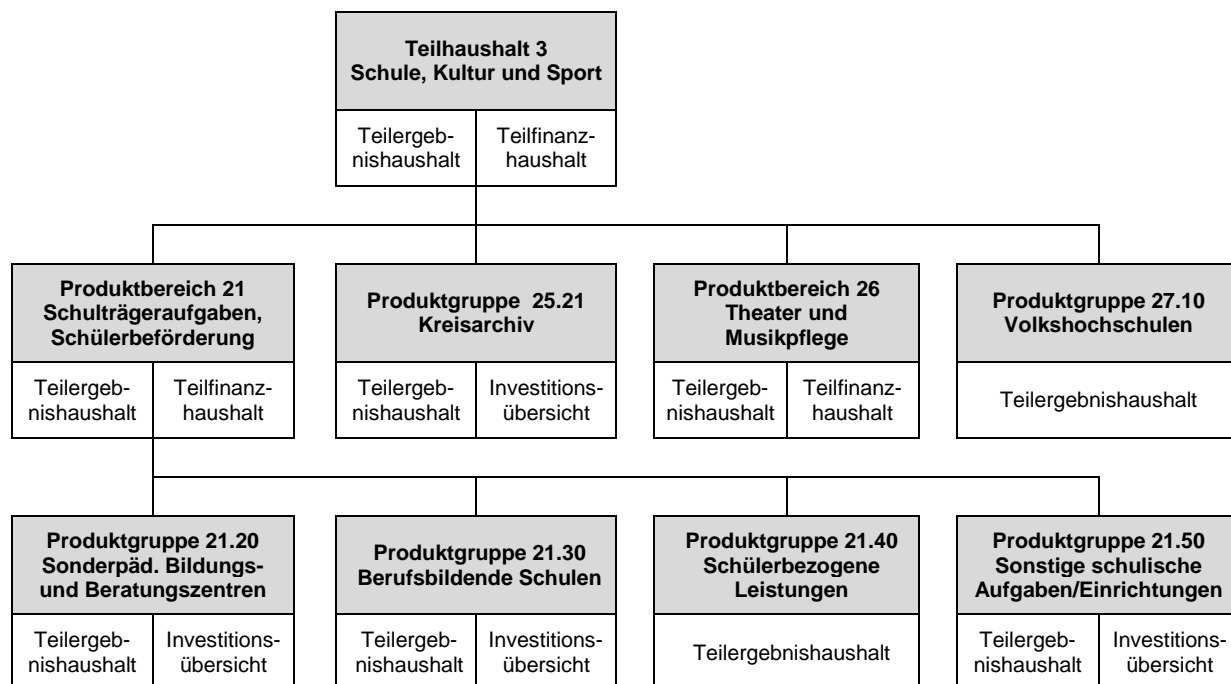 Teilhaushalt 3
Schule, Kultur und Sport
Teilergeb-
nishaushalt
Teilfinanz-
haushalt
Produktbereich 21
Schulträgeraufgaben,
Schülerbeförderung
Teilergeb-
nishaushalt
Teilfinanz-
haushalt
Produktgruppe 25.21
Kreisarchiv
Teilergeb-
nishaushalt
Investitions-
übersicht
Produktbereich 26
Theater und
Musikpflege
Teilergeb-
nishaushalt
Teilfinanz-
haushalt
Produktgruppe 27.10
Volkshochschulen
Teilergebnishaushalt
Produktgruppe 21.20
Sonderpäd. Bildungs-
und Beratungszentren
Teilergeb-
nishaushalt
Investitions-
übersicht
Produktgruppe 21.30
Berufsbildende Schulen
Teilergeb-
nishaushalt
Investitions-
übersicht
Produktgruppe 21.40
Schülerbezogene
Leistungen
Teilergebnishaushalt
Produktgruppe 21.50
Sonstige schulische
Aufgaben/Einrichtungen
Teilergeb-
nishaushalt
Investitions-
übersicht